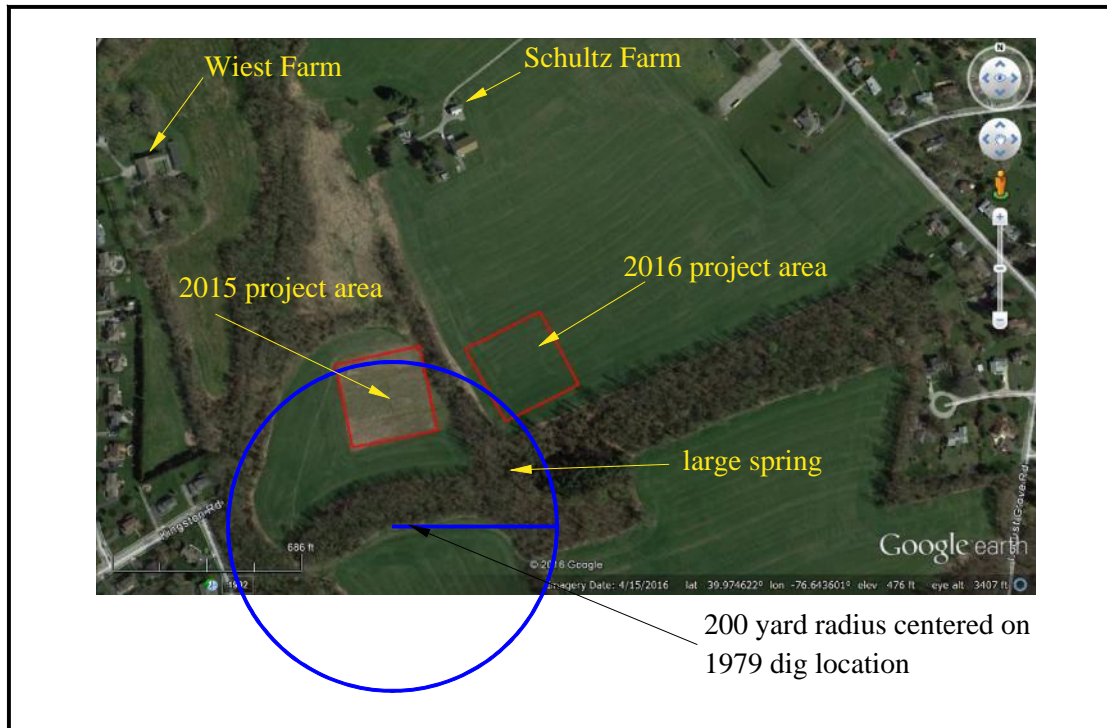 Wiest Farm
Schultz Farm
N
2015 project area
2016 project area
large spring
Kingston Rd
686 ft
Google earth
© 2016 Google
Imagery Date: 4/15/2016 lat 39.974622° lon -76.643601° elev 476 ft eye alt 3407 ft
200 yard radius centered on
1979 dig location